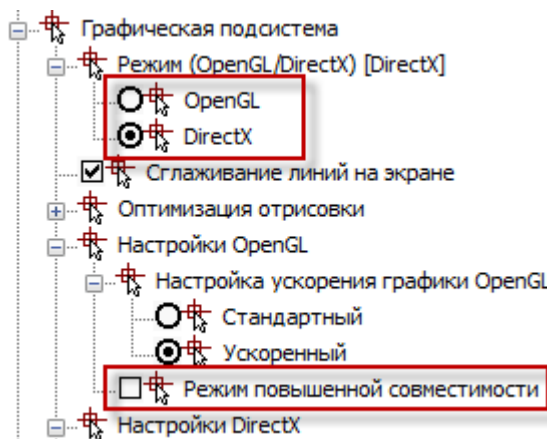 Графическая подсистема
Режим (OpenGL/DirectX) [DirectX]
OpenGL
DirectX
Сглаживание линий на экране
Оптимизация отрисовки
Настройки OpenGL
Настройка ускорения графики OpenGL
Стандартный
Ускоренный
Режим повышенной совместимости
Настройки DirectX